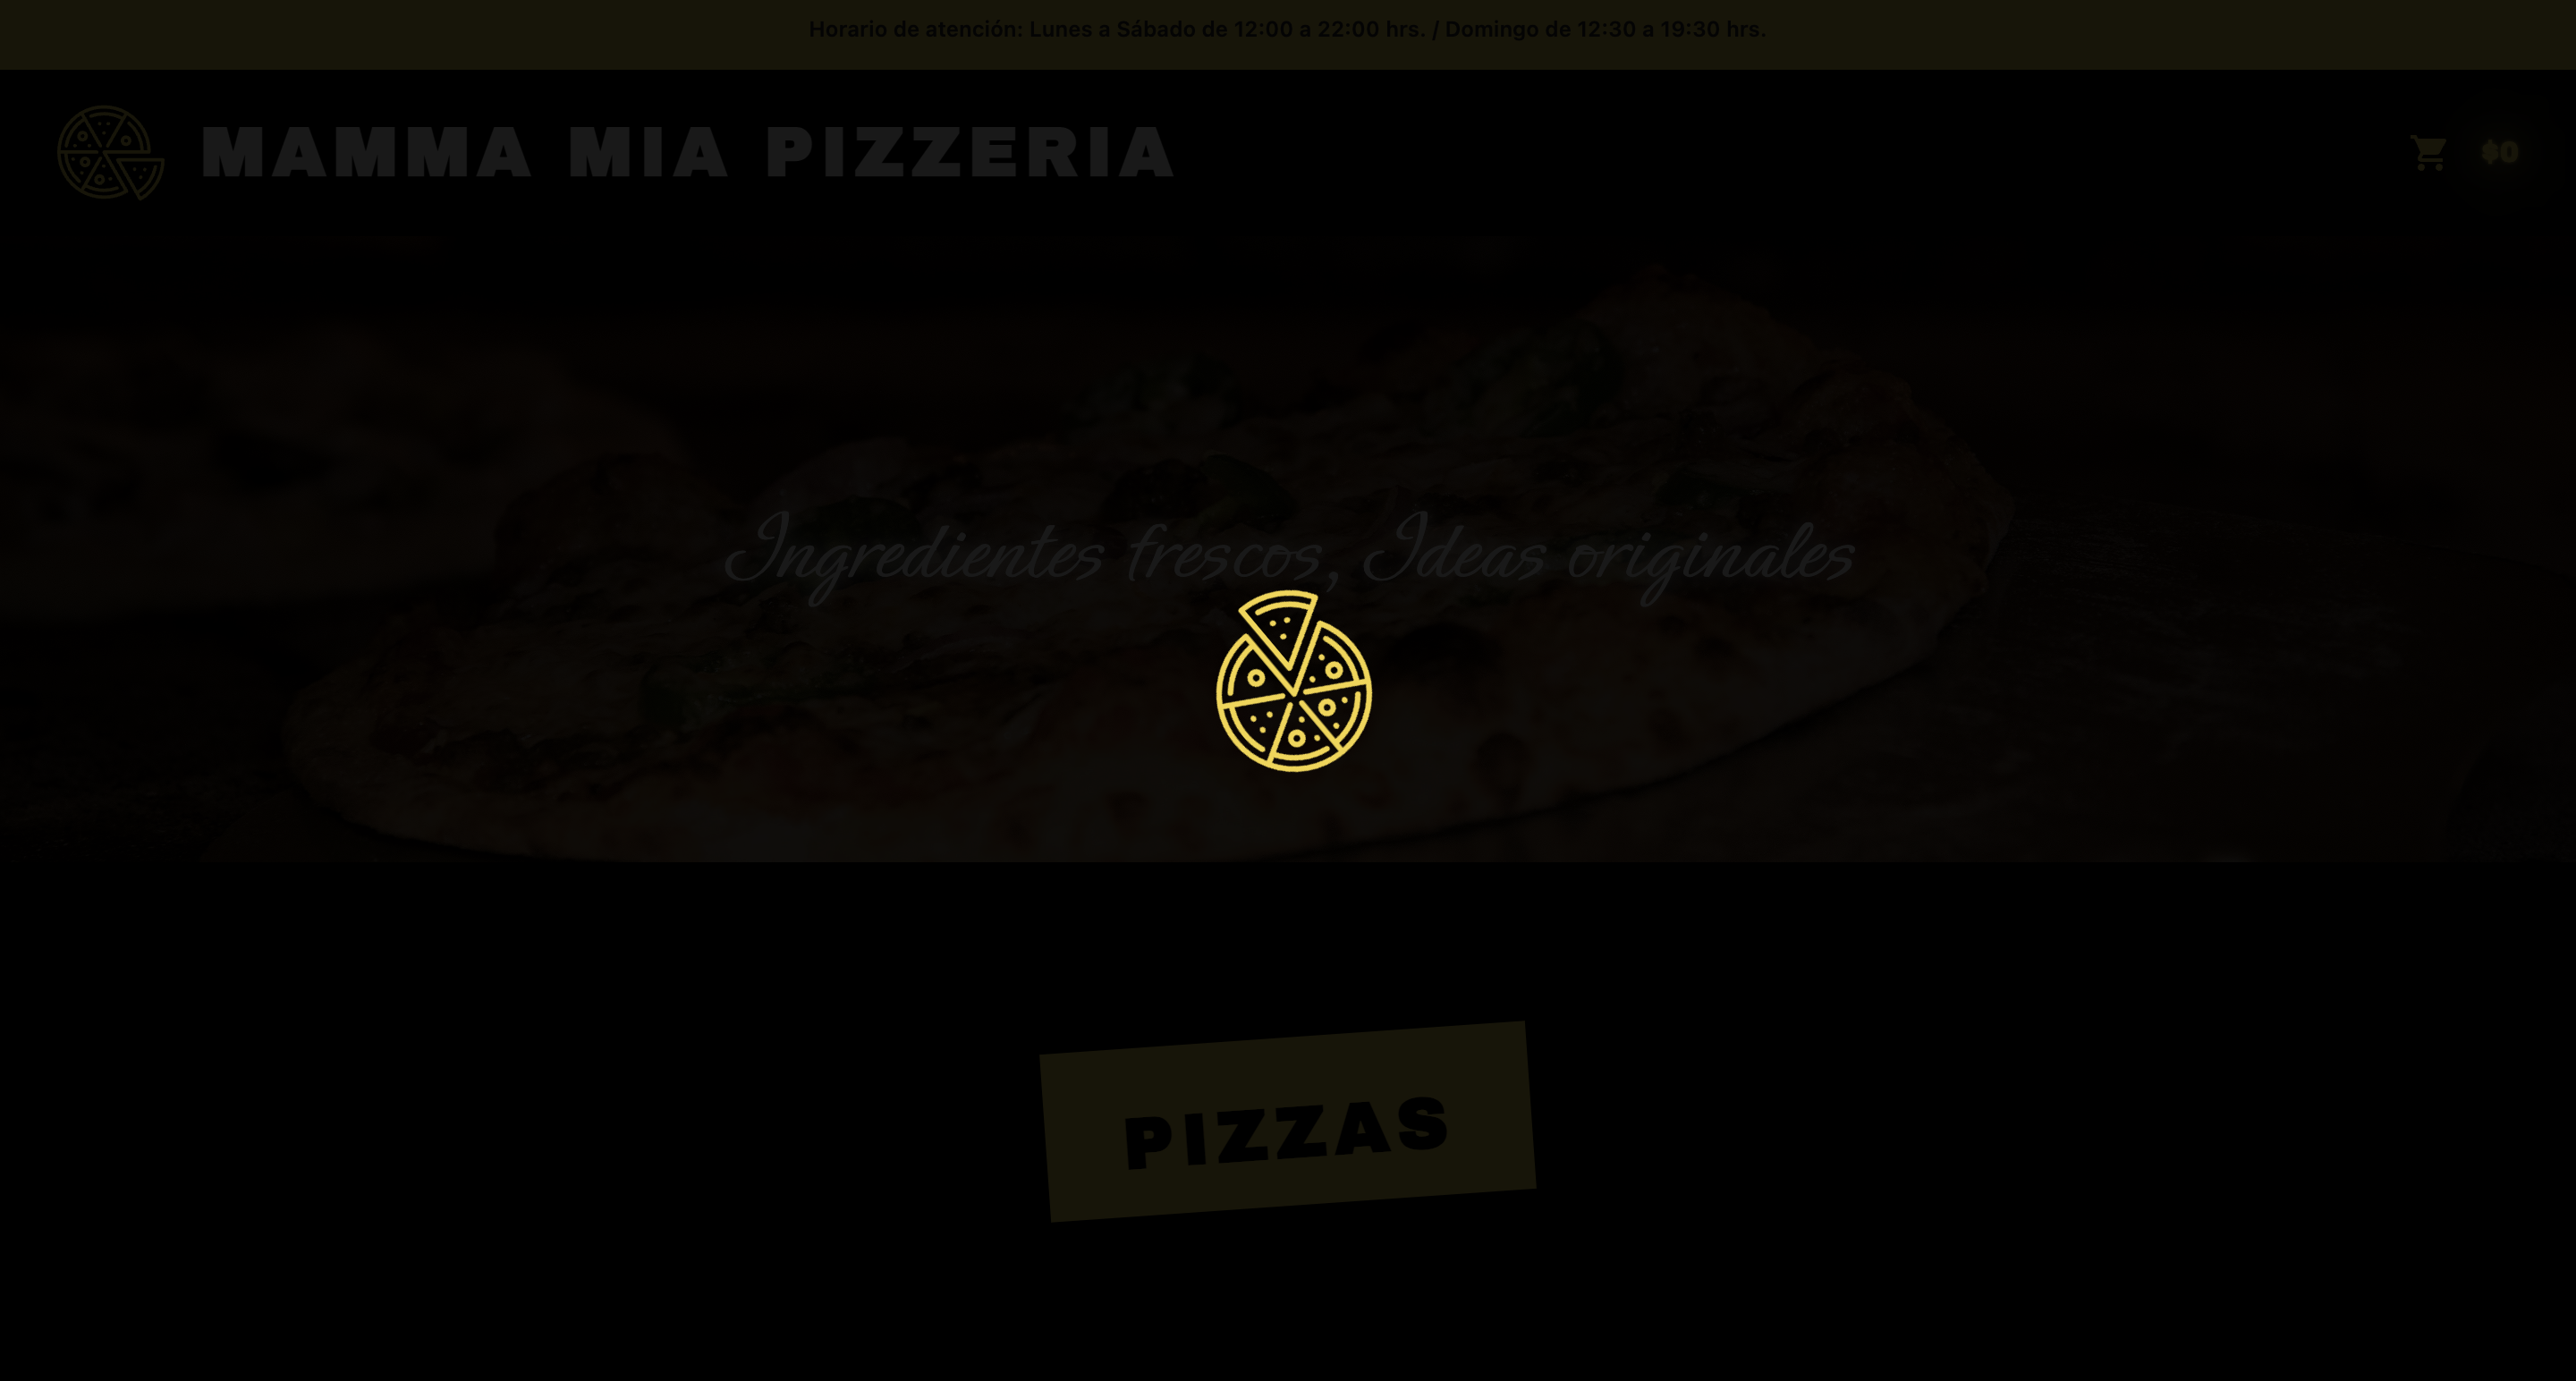 Horario de atención: Lunes a Sábado de 12:00 a 22:00 hrs. / Domingo de 12:30 a 19:30 hrs.
MAMMA MIA PIZZERIA
$0
Ingredientes frescos, Ideas originales
PIZZAS